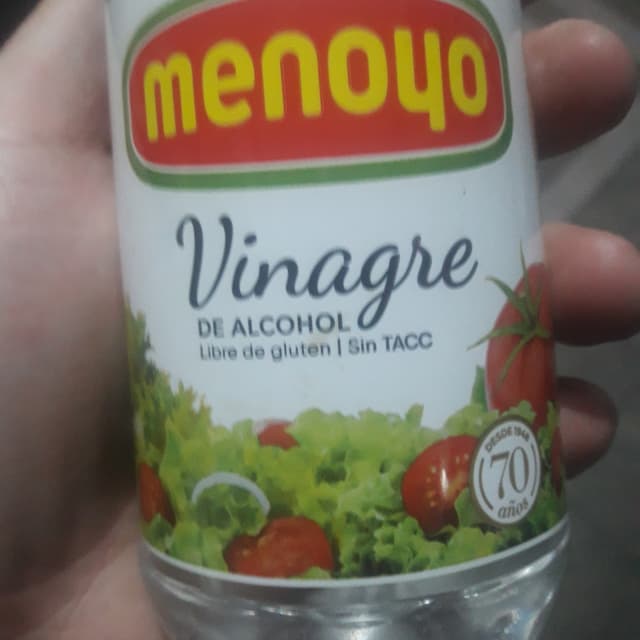 menoyo
Vinagre
DE ALCOHOL
Libre de gluten | Sin TACC
DESDE 1948
70
años